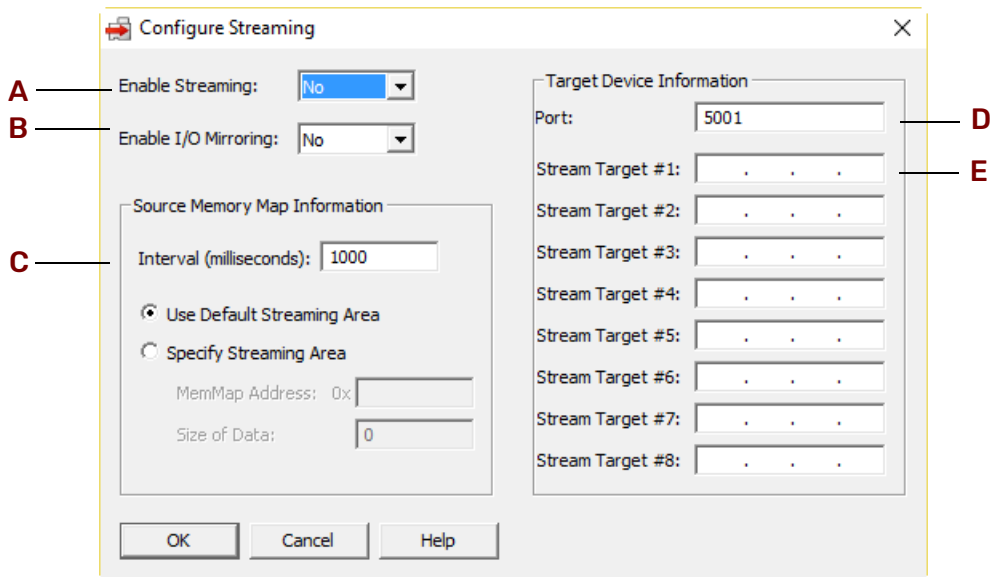 Configure Streaming
A
Enable Streaming: No
B
Enable I/O Mirroring: No
Source Memory Map Information
C
Interval (milliseconds): 1000
Use Default Streaming Area
Specify Streaming Area
MemMap Address: 0x
Size of Data: 0
Target Device Information
Port: 5001
D
Stream Target #1: . . .
E
Stream Target #2: . . .
Stream Target #3: . . .
Stream Target #4: . . .
Stream Target #5: . . .
Stream Target #6: . . .
Stream Target #7: . . .
Stream Target #8: . . .
OK Cancel Help